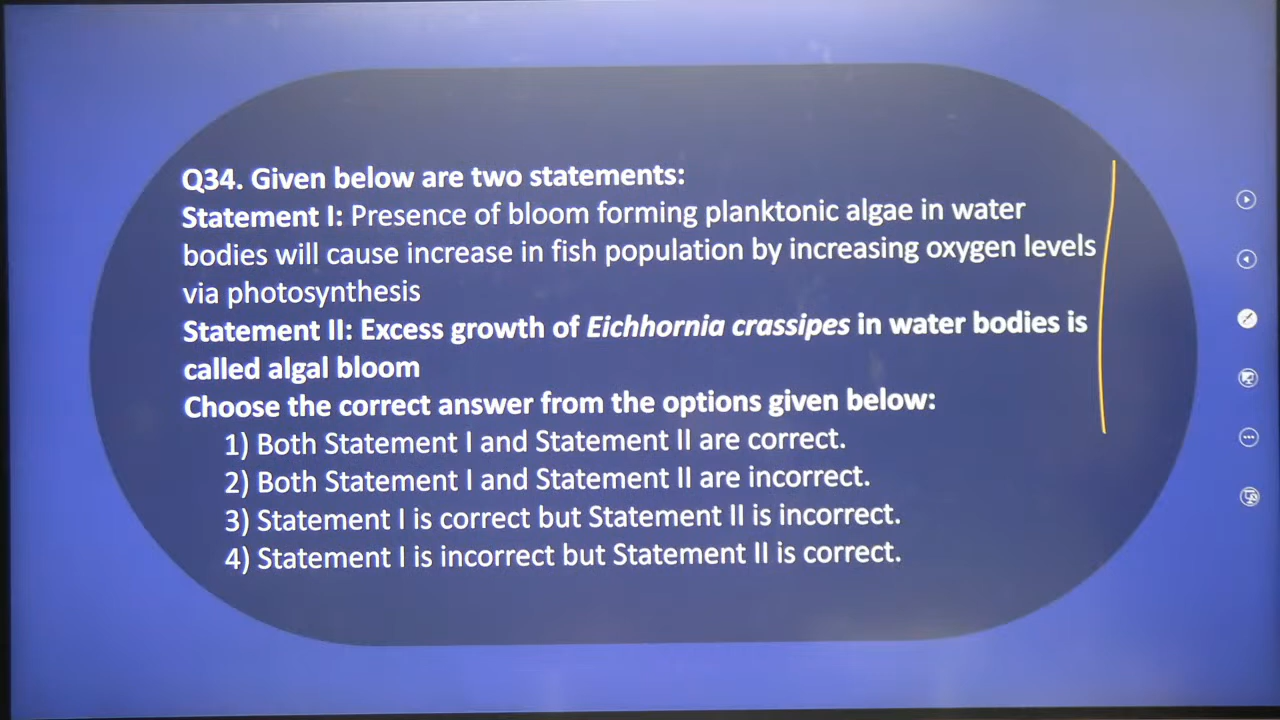 Q34. Given below are two statements:
Statement I: Presence of bloom forming planktonic algae in water
bodies will cause increase in fish population by increasing oxygen levels
via photosynthesis
Statement II: Excess growth of Eichhornia crassipes in water bodies is
called algal bloom
Choose the correct answer from the options given below:
1) Both Statement I and Statement II are correct.
2) Both Statement I and Statement II are incorrect.
3) Statement I is correct but Statement II is incorrect.
4) Statement I is incorrect but Statement II is correct.